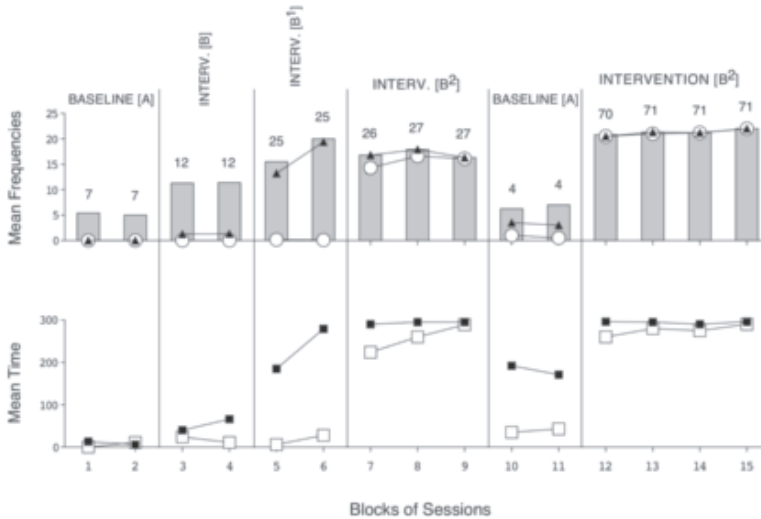 INTERV. [B]
INTERV. [B¹]
BASELINE [A]
INTERV. [B²]
BASELINE [A]
INTERVENTION [B²]
Mean Frequencies
25
20
15
10
5
0
7 7 12 12 25 25 26 27 27 4 4 70 71 71 71
Mean Time
300
200
100
0
1 2 3 4 5 6 7 8 9 10 11 12 13 14 15
Blocks of Sessions